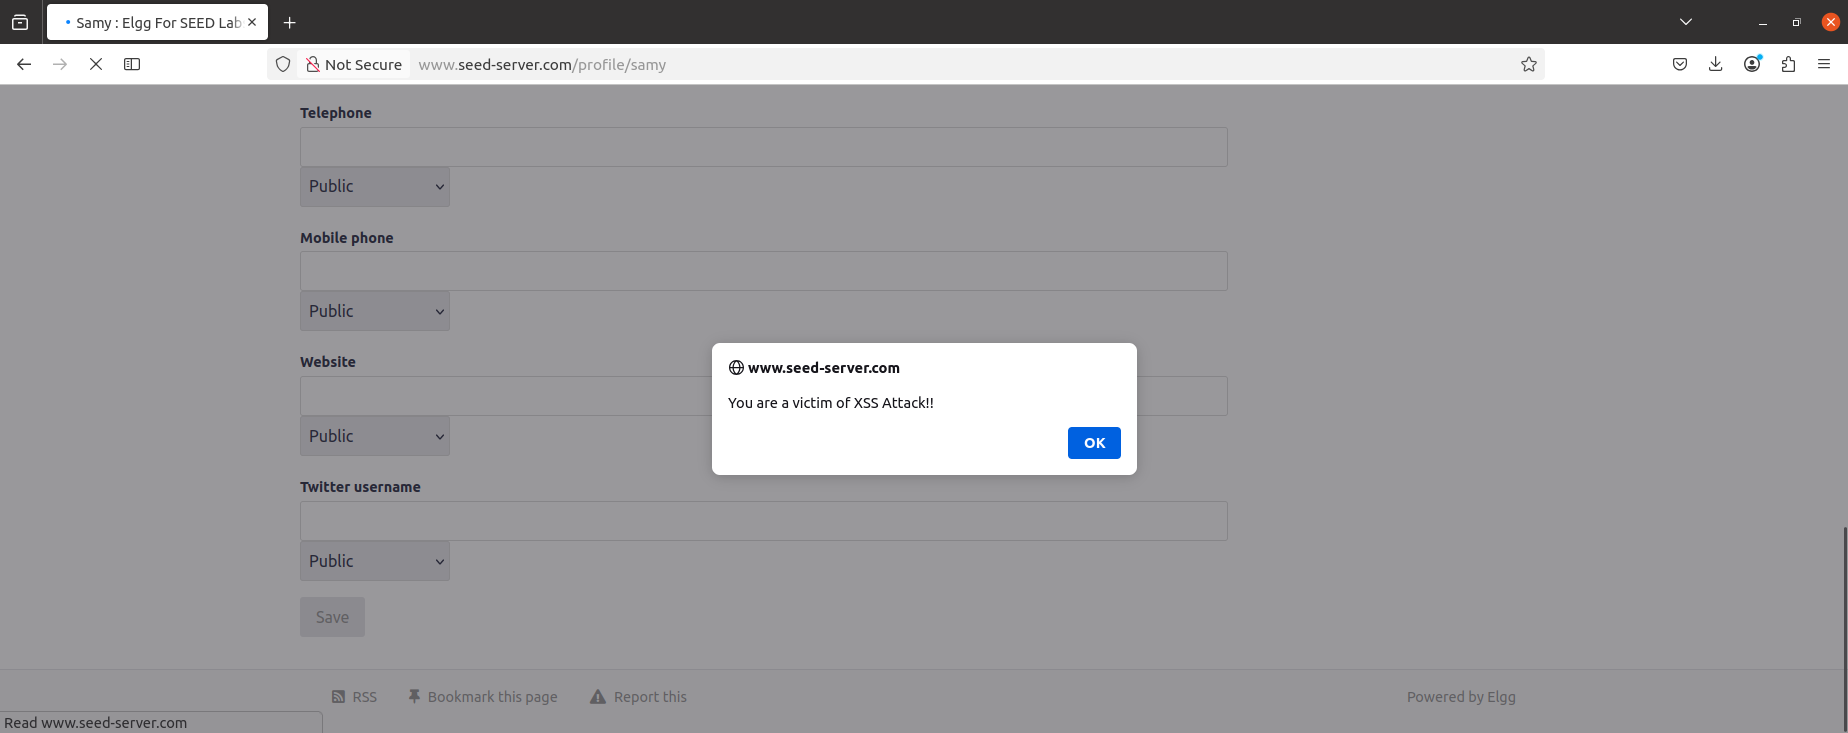 Samy : Elgg For SEED Lab
Not Secure www.seed-server.com/profile/samy
Telephone
Public
Mobile phone
Public
Website
Public
Twitter username
Public
Save
www.seed-server.com
You are a victim of XSS Attack!!
OK
RSS Bookmark this page Report this Powered by Elgg
Read www.seed-server.com